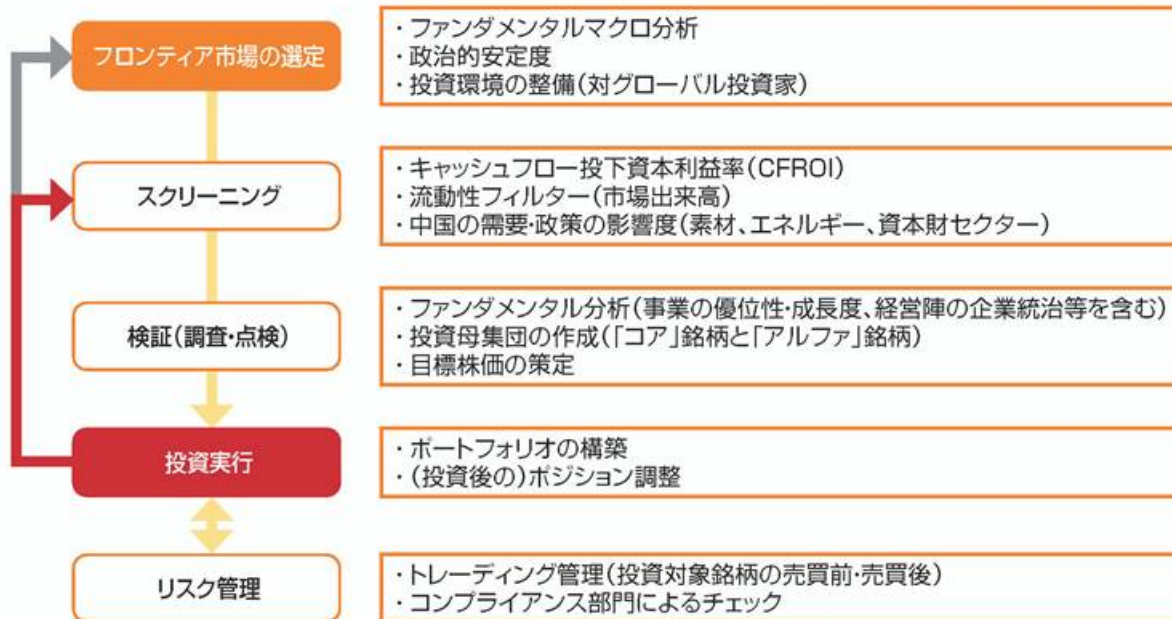 フロンティア市場の選定
・ファンダメンタルマクロ分析
・政治的安定度
・投資環境の整備(対グローバル投資家)
スクリーニング
・キャッシュフロー投下資本利益率(CFROI)
・流動性フィルター(市場出来高)
・中国の需要・政策の影響度(素材、エネルギー、資本財セクター)
検証(調査・点検)
・ファンダメンタル分析(事業の優位性・成長度、経営陣の企業統治等を含む)
・投資母集団の作成(「コア」銘柄と「アルファ」銘柄)
・目標株価の策定
投資実行
・ポートフォリオの構築
・(投資後の)ポジション調整
リスク管理
・トレーディング管理(投資対象銘柄の売買前・売買後)
・コンプライアンス部門によるチェック